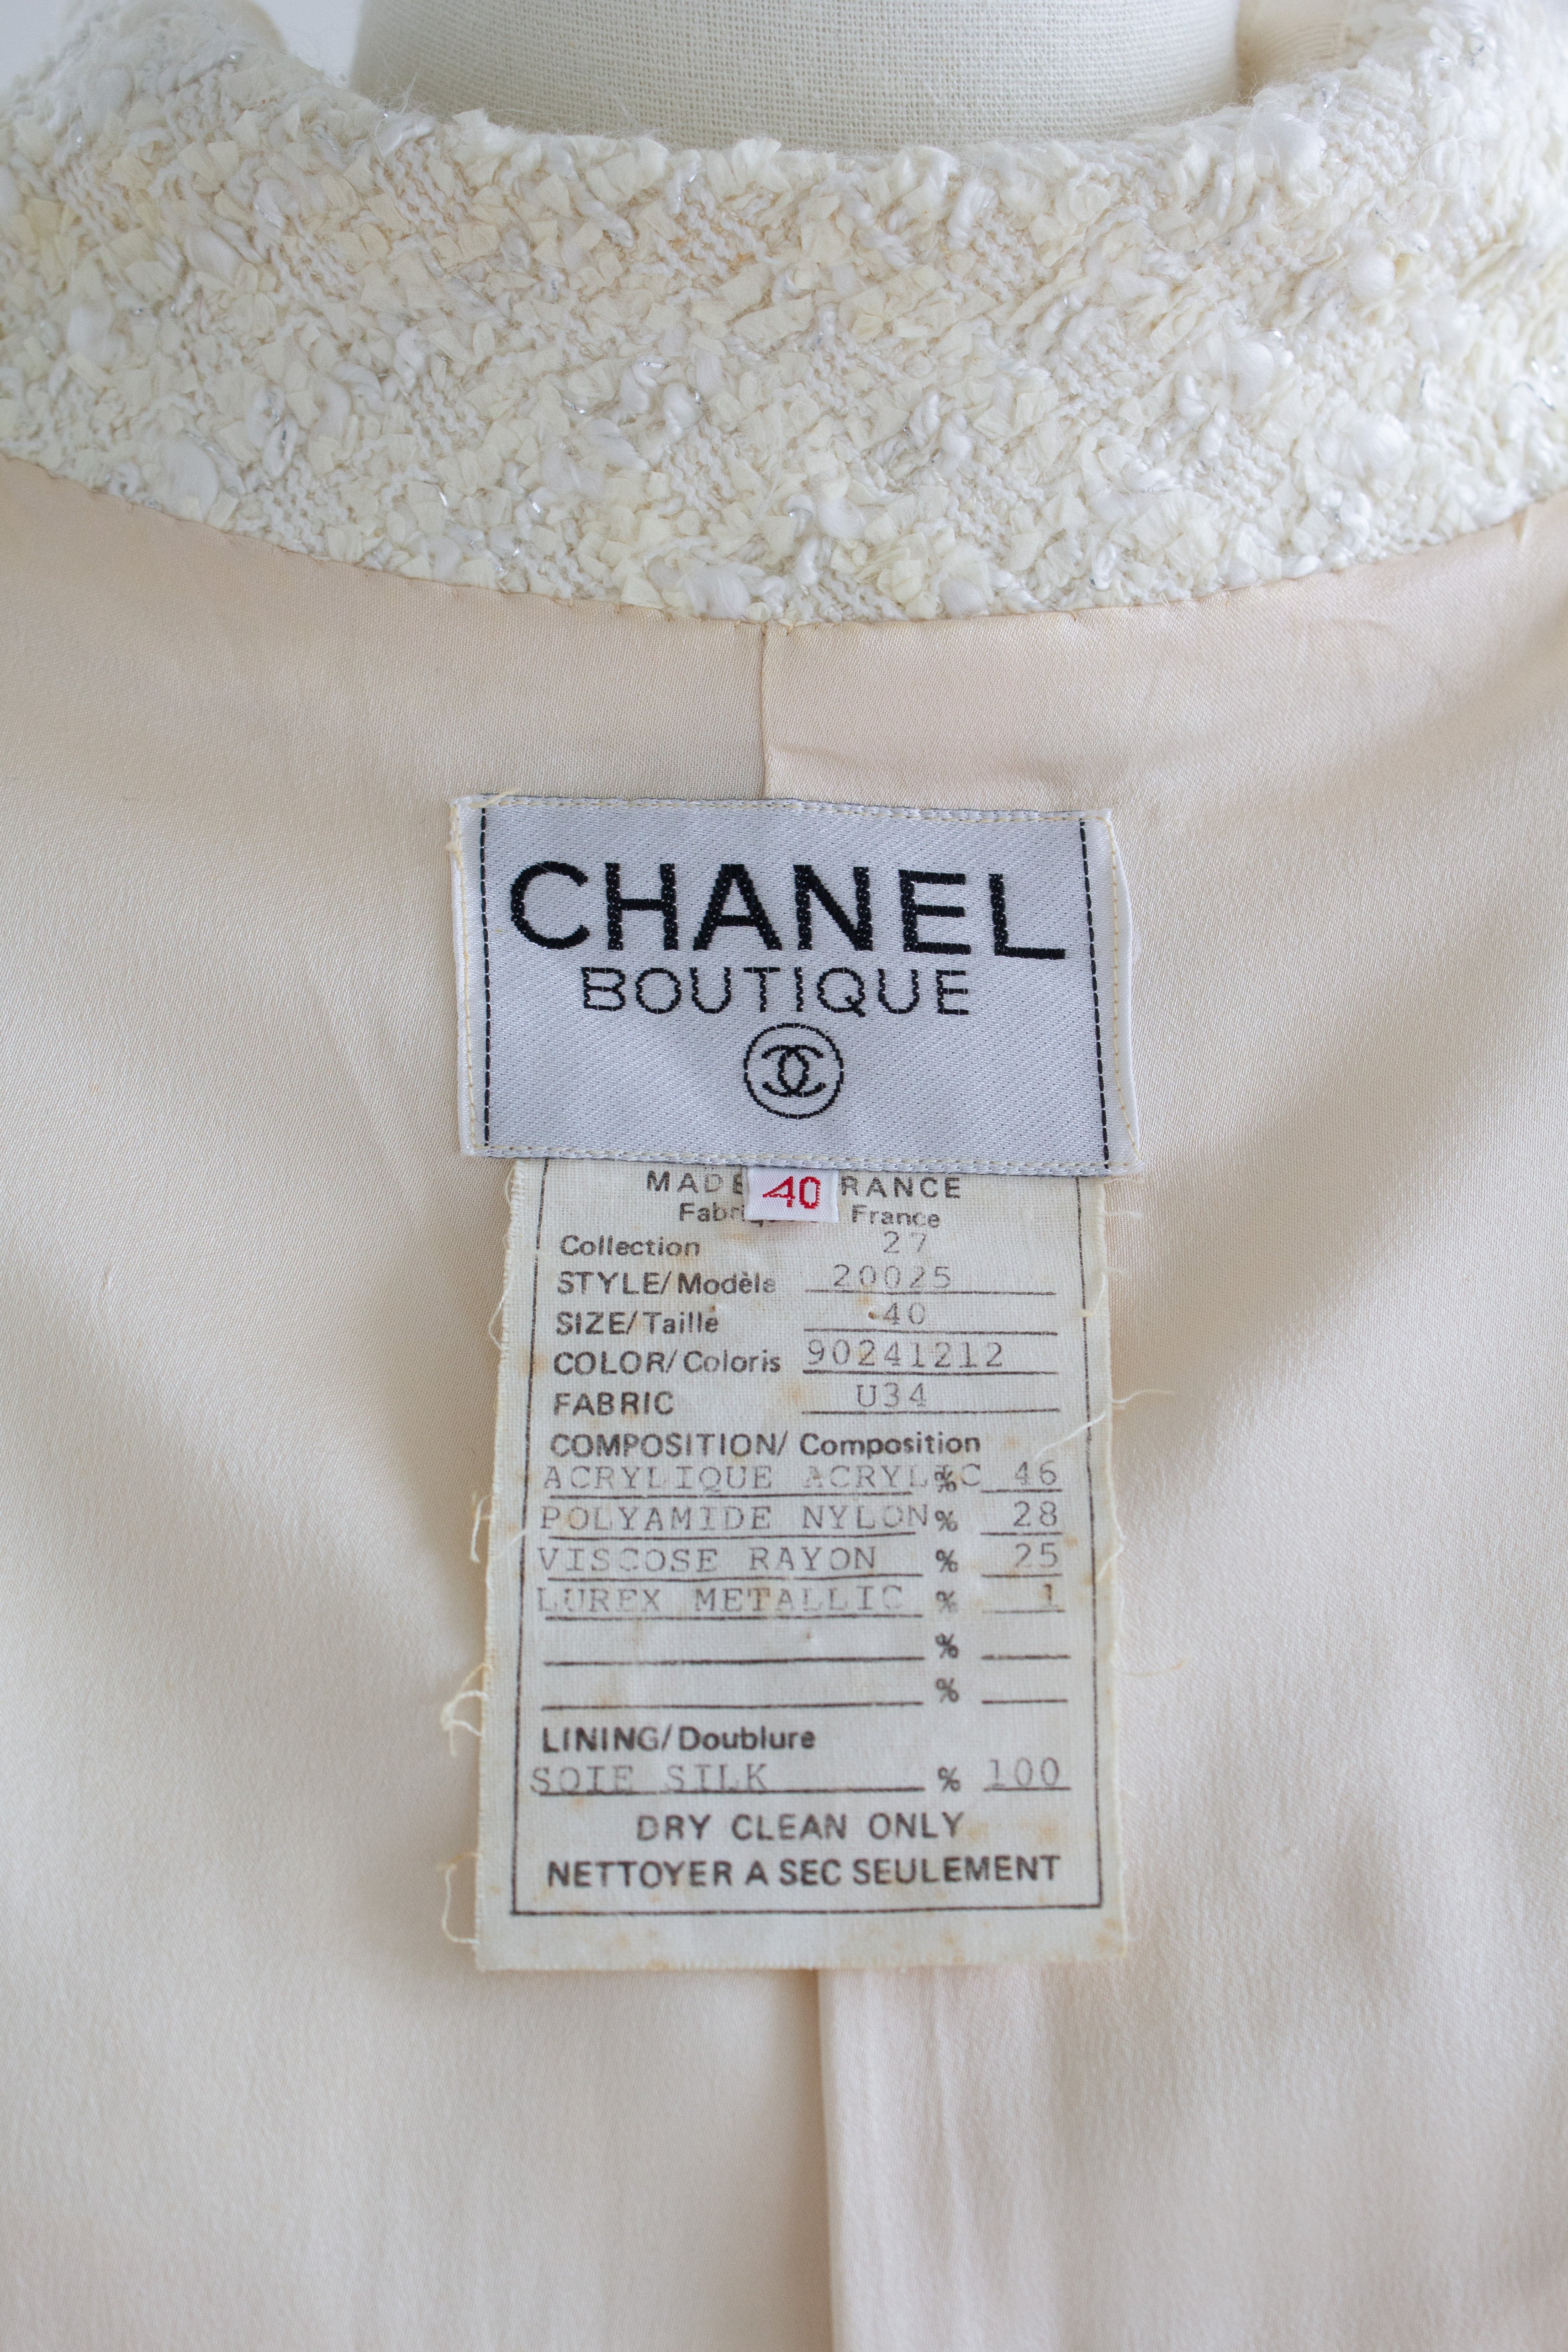 CHANEL
BOUTIQUE
MADE 40 RANCE
France
Collection 27
STYLE/Modèle 20025
SIZE/Taille 40
COLOR/Coloris 90241212
FABRIC U34
COMPOSITION/ Composition
ACRYLIQUE ACRYLIC % 46
POLYAMIDE NYLON % 28
VISCOSE RAYON % 25
LUREX METALLIC % 1
%
%
LINING/Doublure
SOIE SILK % 100
DRY CLEAN ONLY
NETTOYER A SEC SEULEMENT